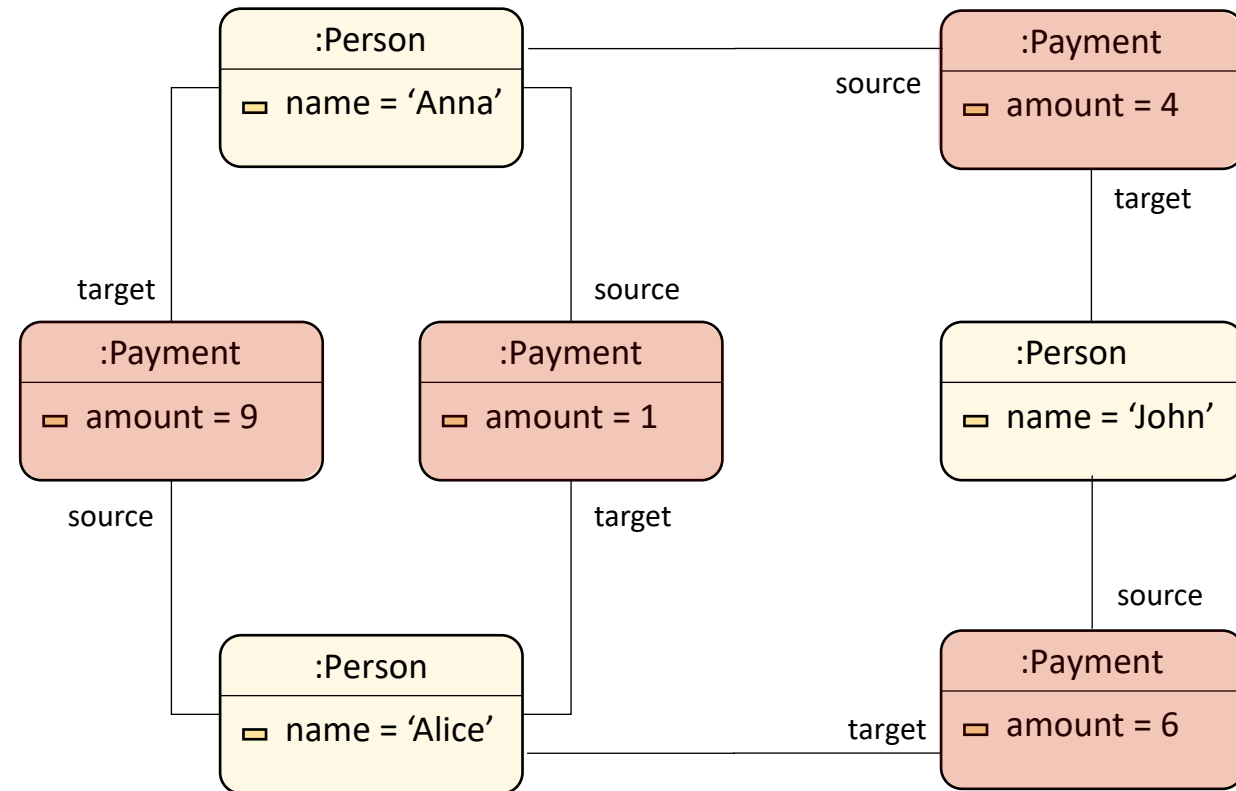 :Person
name = ‘Anna’
source
:Payment
amount = 4
target
target
source
:Payment
amount = 9
:Payment
amount = 1
:Person
name = ‘John’
source
target
source
:Person
name = ‘Alice’
target
:Payment
amount = 6